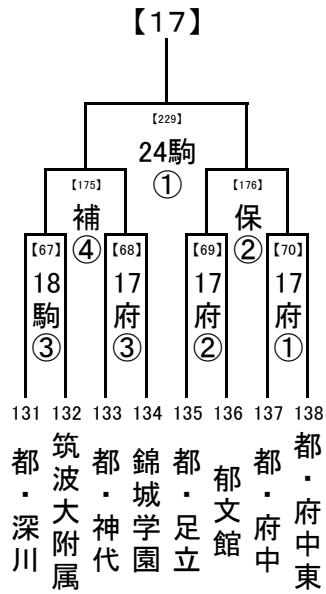 【17】
【229】
24駒
①
【175】
補
④
【176】
保
②
【67】
18
駒
③
【68】
17
府
③
【69】
17
府
②
【70】
17
府
①
131 132 133 134 135 136 137 138
都・深川
筑波大附属
都・神代
錦城学園
都・足立
郁文館
都・府中
都・府中東